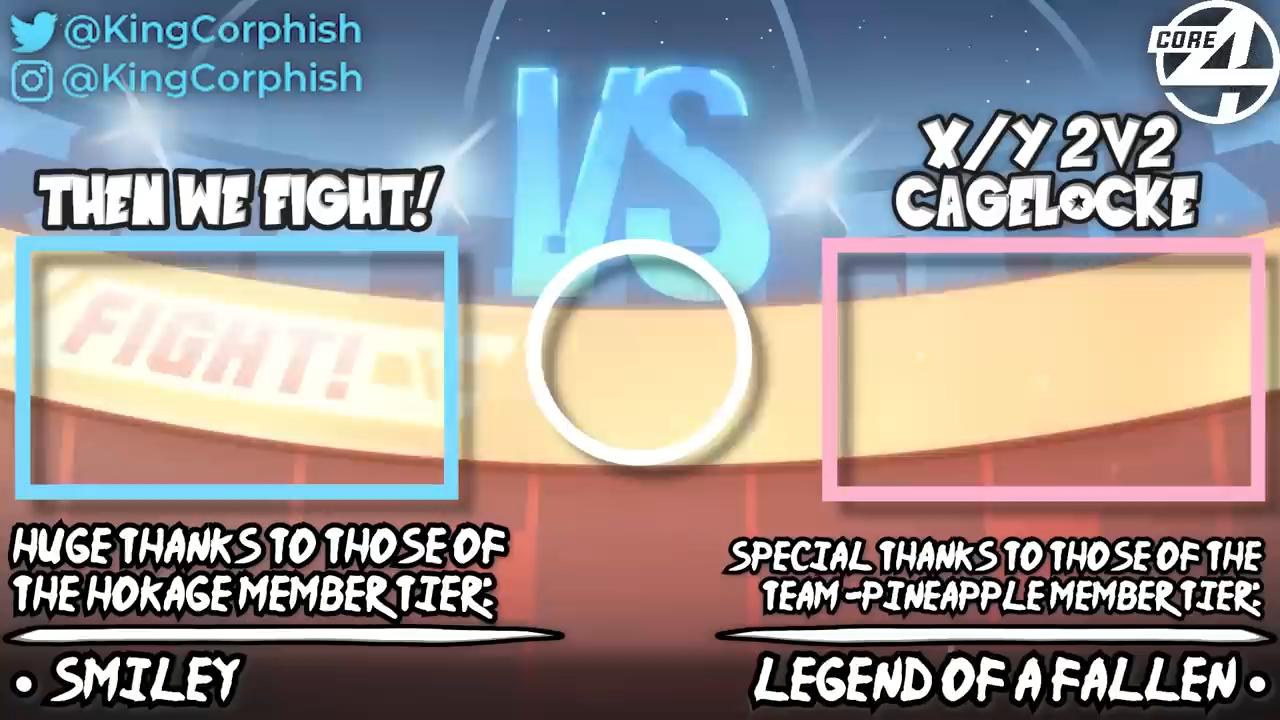 @KingCorphish
@KingCorphish
CORE
4
VS
X/Y 2V2
CAGELOCKE
THEN WE FIGHT!
FIGHT!
HUGE THANKS TO THOSE OF
THE HOKAGE MEMBER TIER:
SPECIAL THANKS TO THOSE OF THE
TEAM-PINEAPPLE MEMBER TIER:
• SMILEY
LEGEND OF A FALLEN •